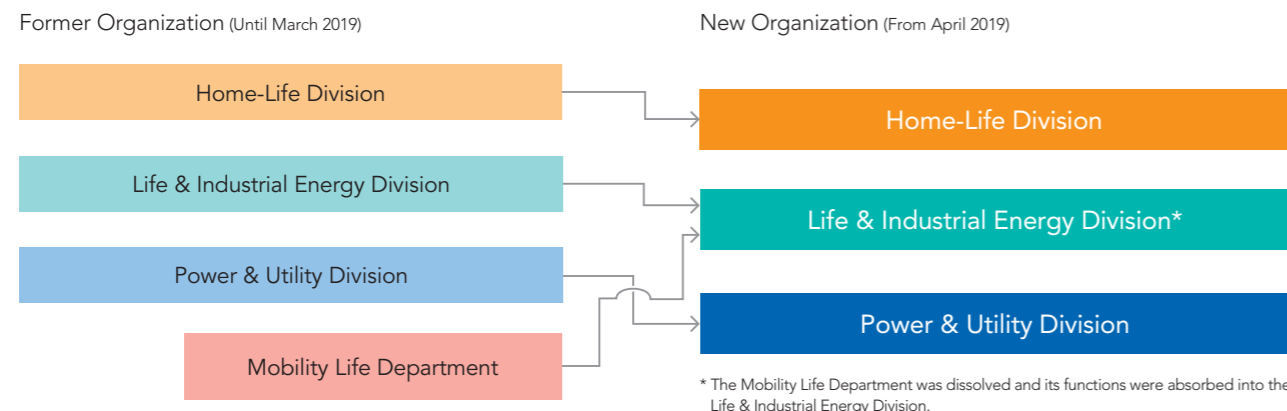 Former Organization (Until March 2019)
Home-Life Division
Life & Industrial Energy Division
Power & Utility Division
Mobility Life Department
New Organization (From April 2019)
Home-Life Division
Life & Industrial Energy Division*
Power & Utility Division
* The Mobility Life Department was dissolved and its functions were absorbed into the
Life & Industrial Energy Division.